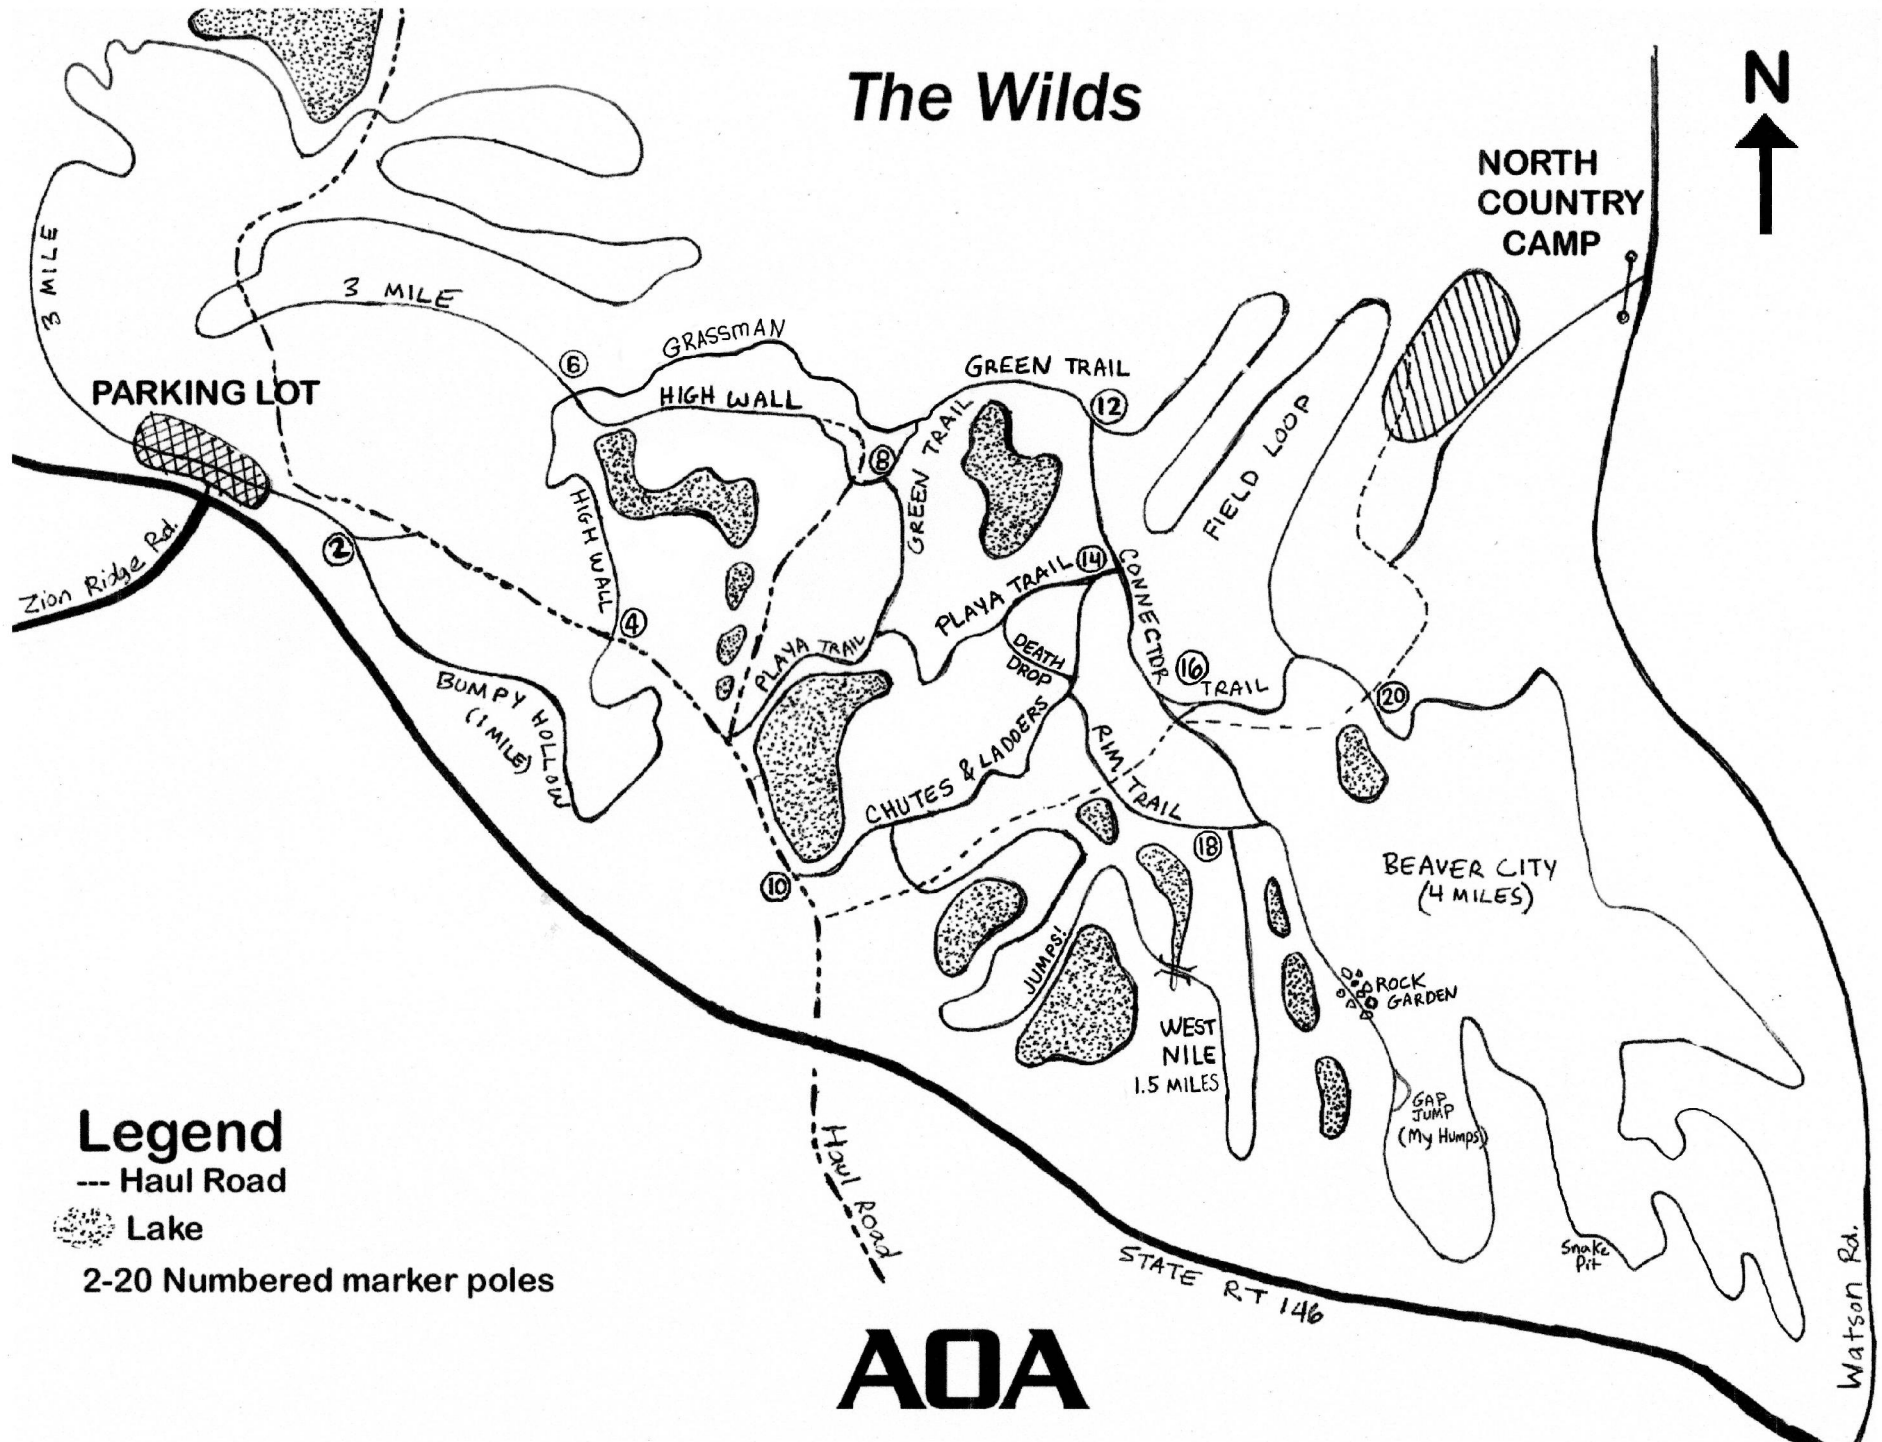 The Wilds
N
NORTH
COUNTRY
CAMP
3 MILE
3 MILE
PARKING LOT
6
GRASSMAN
HIGH WALL
GREEN TRAIL
12
8
GREEN TRAIL
FIELD LOOP
Zion Ridge Rd.
2
HIGH WALL
4
PLAYA TRAIL
14
CONNECTOR
PLAYA TRAIL
DEATH
DROP
16
TRAIL
20
BUMPY HOLLOW
(1 MILE)
CHUTES & LADDERS
RIM TRAIL
18
10
BEAVER CITY
(4 MILES)
JUMPS!
ROCK
GARDEN
WEST
NILE
1.5 MILES
GAP
JUMP
(My Humps)
Haul Road
Snake
Pit
STATE RT 146
Watson Rd.
Legend
--- Haul Road
Lake
2-20 Numbered marker poles
AOA